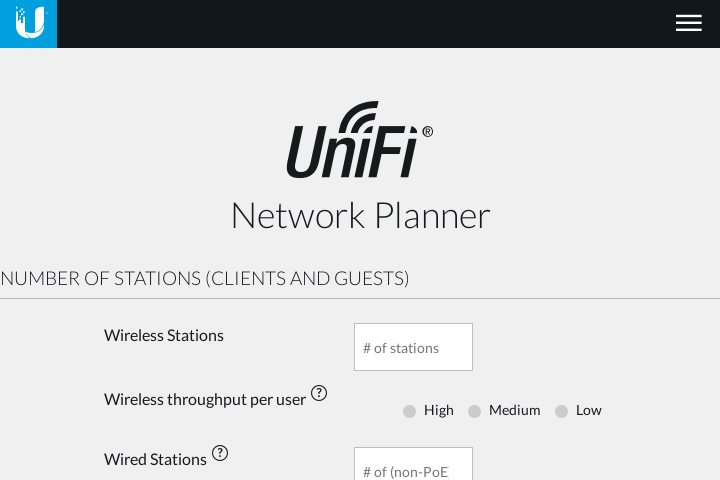 UniFi®
Network Planner
NUMBER OF STATIONS (CLIENTS AND GUESTS)
Wireless Stations
# of stations
Wireless throughput per user ?
High Medium Low
Wired Stations ?
# of (non-PoE)